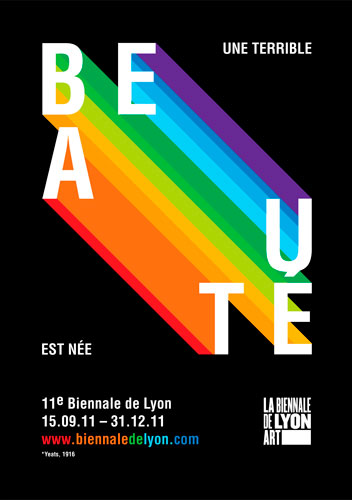 UNE TERRIBLE
BE
A
U
TÉ
EST NÉE
11e Biennale de Lyon
15.09.11 – 31.12.11
www.biennaledelyon.com
*Yeats, 1916
LA BIENNALE
DE LYON
ART